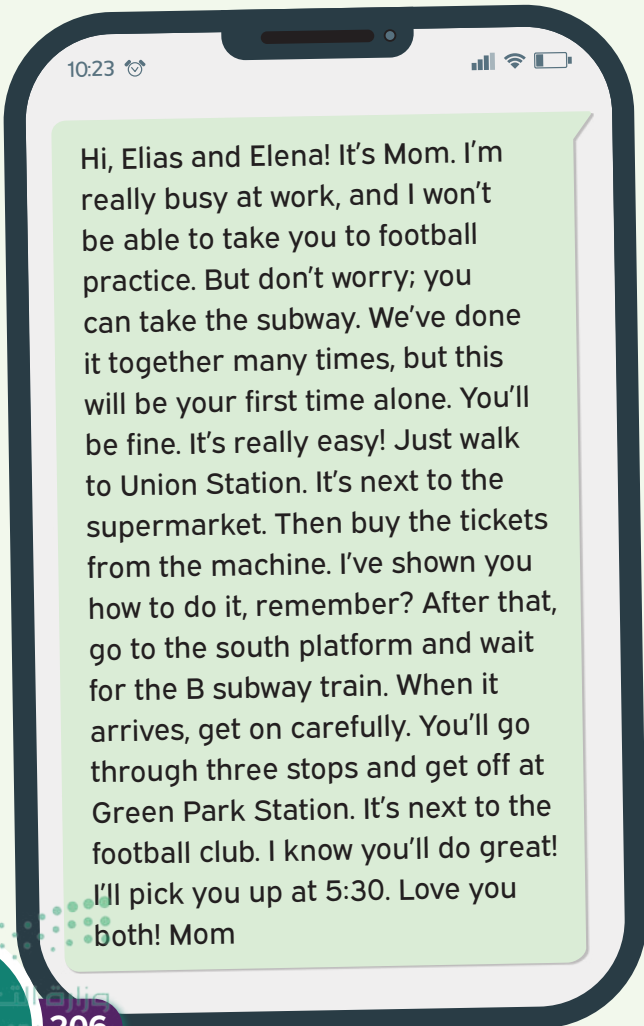 10:23
Hi, Elias and Elena! It’s Mom. I’m
really busy at work, and I won’t
be able to take you to football
practice. But don’t worry; you
can take the subway. We’ve done
it together many times, but this
will be your first time alone. You’ll
be fine. It’s really easy! Just walk
to Union Station. It’s next to the
supermarket. Then buy the tickets
from the machine. I’ve shown you
how to do it, remember? After that,
go to the south platform and wait
for the B subway train. When it
arrives, get on carefully. You’ll go
through three stops and get off at
Green Park Station. It’s next to the
football club. I know you’ll do great!
I’ll pick you up at 5:30. Love you
both! Mom
206